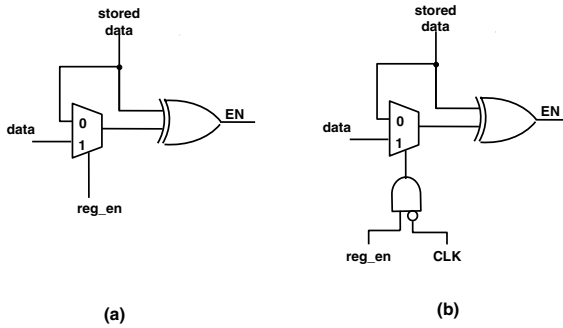 stored
data
data
0
1
EN
reg_en
(a)
stored
data
data
0
1
EN
reg_en
CLK
(b)